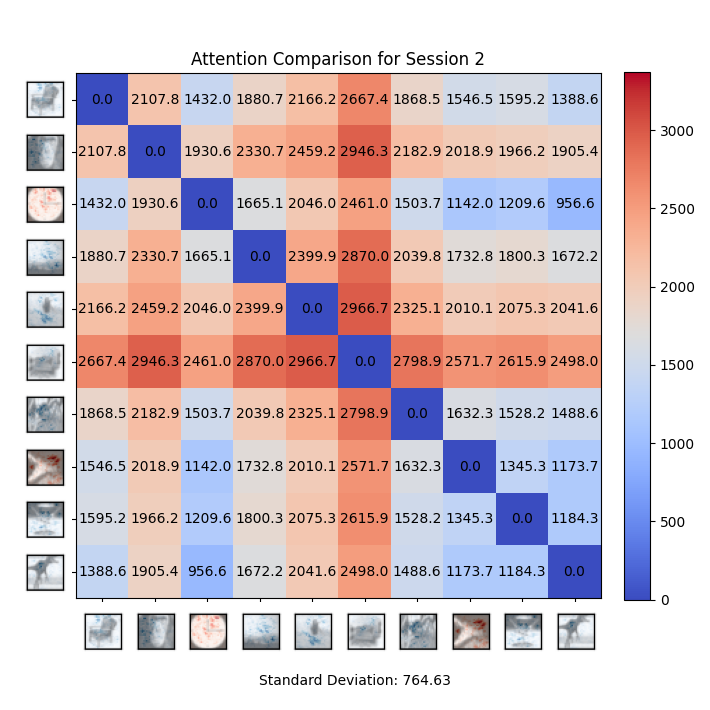 Attention Comparison for Session 2
0.0 2107.8 1432.0 1880.7 2166.2 2667.4 1868.5 1546.5 1595.2 1388.6
2107.8 0.0 1930.6 2330.7 2459.2 2946.3 2182.9 2018.9 1966.2 1905.4
1432.0 1930.6 0.0 1665.1 2046.0 2461.0 1503.7 1142.0 1209.6 956.6
1880.7 2330.7 1665.1 0.0 2399.9 2870.0 2039.8 1732.8 1800.3 1672.2
2166.2 2459.2 2046.0 2399.9 0.0 2966.7 2325.1 2010.1 2075.3 2041.6
2667.4 2946.3 2461.0 2870.0 2966.7 0.0 2798.9 2571.7 2615.9 2498.0
1868.5 2182.9 1503.7 2039.8 2325.1 2798.9 0.0 1632.3 1528.2 1488.6
1546.5 2018.9 1142.0 1732.8 2010.1 2571.7 1632.3 0.0 1345.3 1173.7
1595.2 1966.2 1209.6 1800.3 2075.3 2615.9 1528.2 1345.3 0.0 1184.3
1388.6 1905.4 956.6 1672.2 2041.6 2498.0 1488.6 1173.7 1184.3 0.0
3000
2500
2000
1500
1000
500
0
Standard Deviation: 764.63